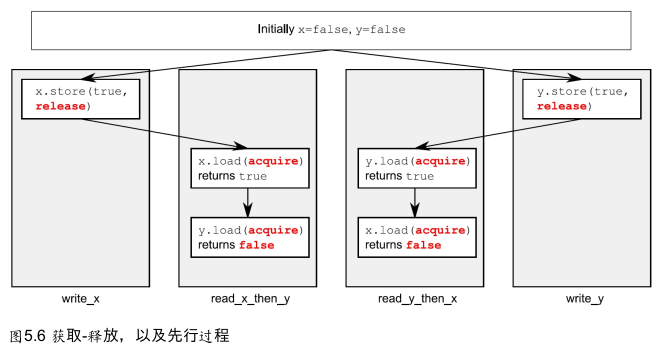 Initially x=false, y=false
x.store(true,
release)
y.store(true,
release)
x.load(acquire)
returns true
y.load(acquire)
returns true
y.load(acquire)
returns false
x.load(acquire)
returns false
write_x
read_x_then_y
read_y_then_x
write_y
图5.6 获取-释放，以及先行过程